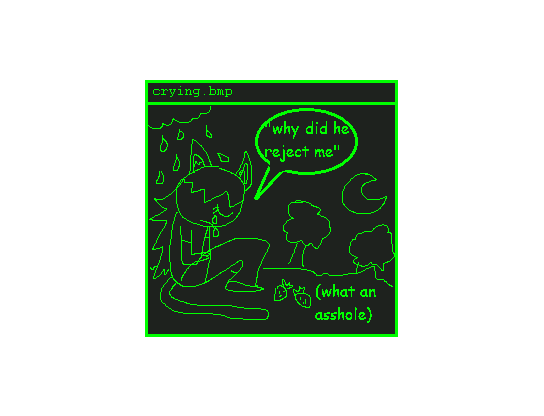 crying.bmp
"why did he
reject me"
(what an
asshole)